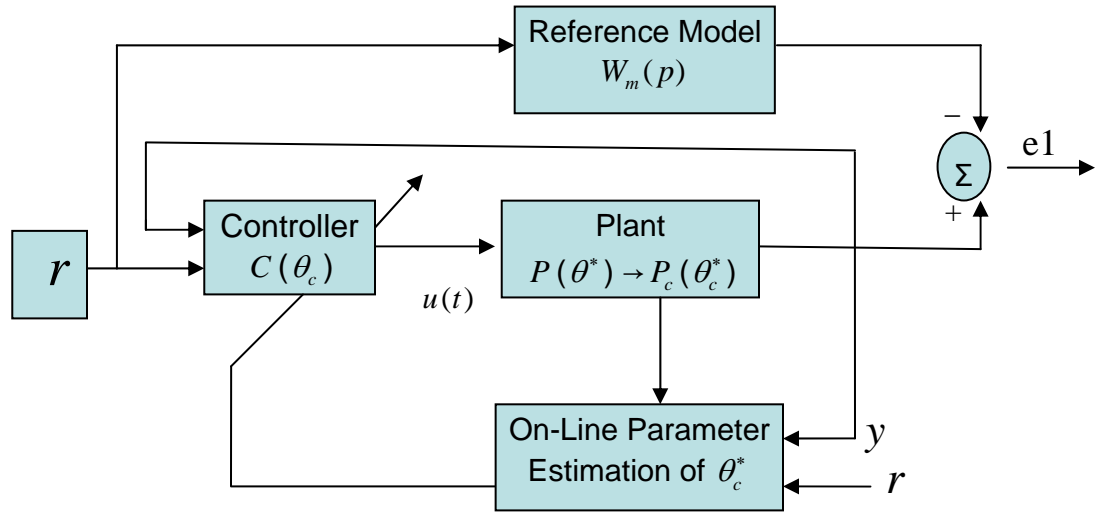 Reference Model
W_m(p)
−
e1
Σ
+
Controller
C(θ_c)
Plant
P(θ*) → P_c(θ_c*)
r
u(t)
On-Line Parameter
Estimation of θ_c*
y
r